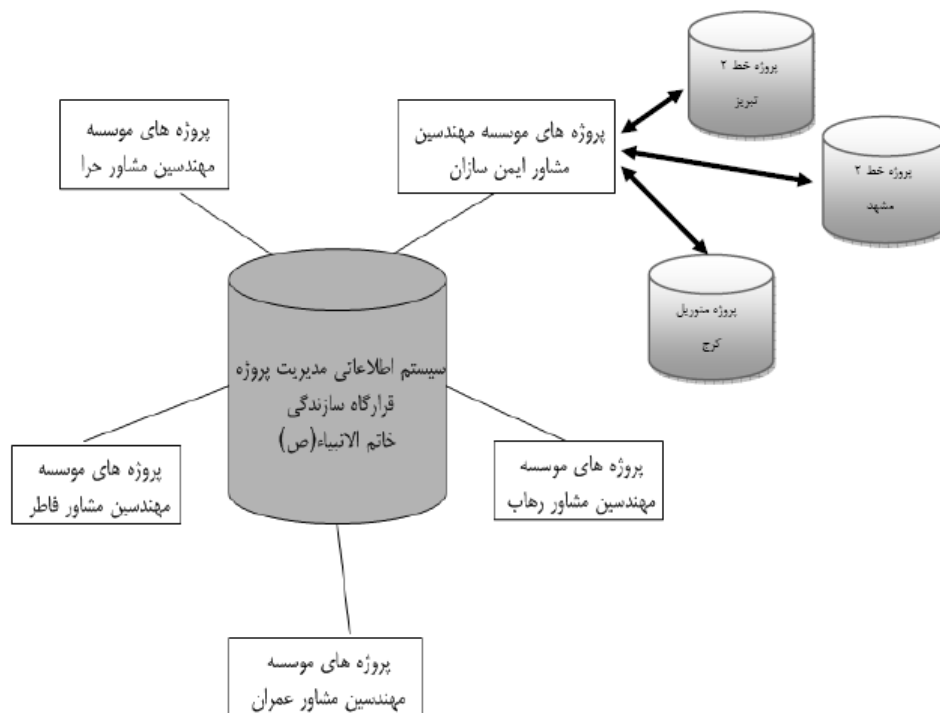 پروژه خط ۲
تبریز
پروژه های موسسه
مهندسین مشاور حرا
پروژه های موسسه مهندسین
مشاور ایمن سازان
پروژه خط ۲
مشهد
پروژه منوریل
کرج
سیستم اطلاعاتی مدیریت پروژه
قرارگاه سازندگی
خاتم الانبیاء(ص)
پروژه های موسسه
مهندسین مشاور فاطر
پروژه های موسسه
مهندسین مشاور رهاب
پروژه های موسسه
مهندسین مشاور عمران